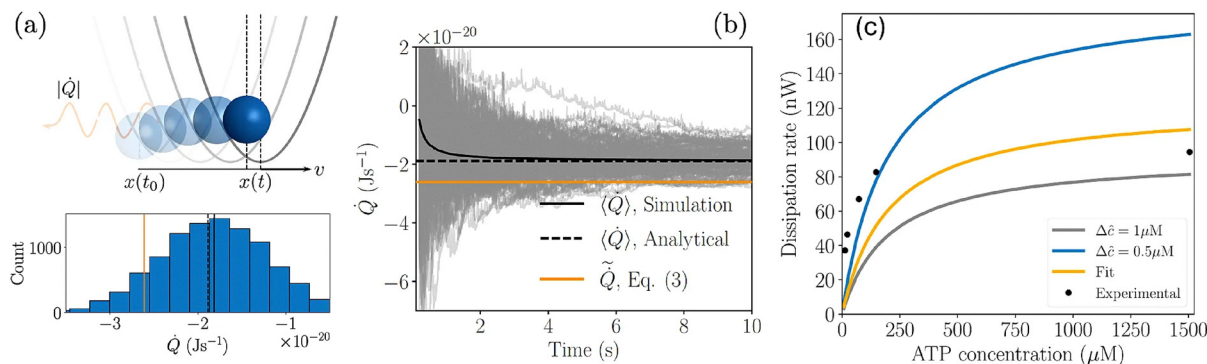 (a)
|Q̇|
x(t₀) x(t) v
Count
1000
0
−3 −2 −1
Q̇ (Js⁻¹) ×10⁻²⁰
(b)
×10⁻²⁰
2
0
−2
−4
−6
Q̇ (Js⁻¹)
⟨Q̇⟩, Simulation
⟨Q̇⟩, Analytical
Q̇̃, Eq. (3)
2 4 6 8 10
Time (s)
(c)
160
140
120
100
80
60
40
20
0
Dissipation rate (nW)
Δĉ = 1μM
Δĉ = 0.5μM
Fit
Experimental
0 250 500 750 1000 1250 1500
ATP concentration (μM)